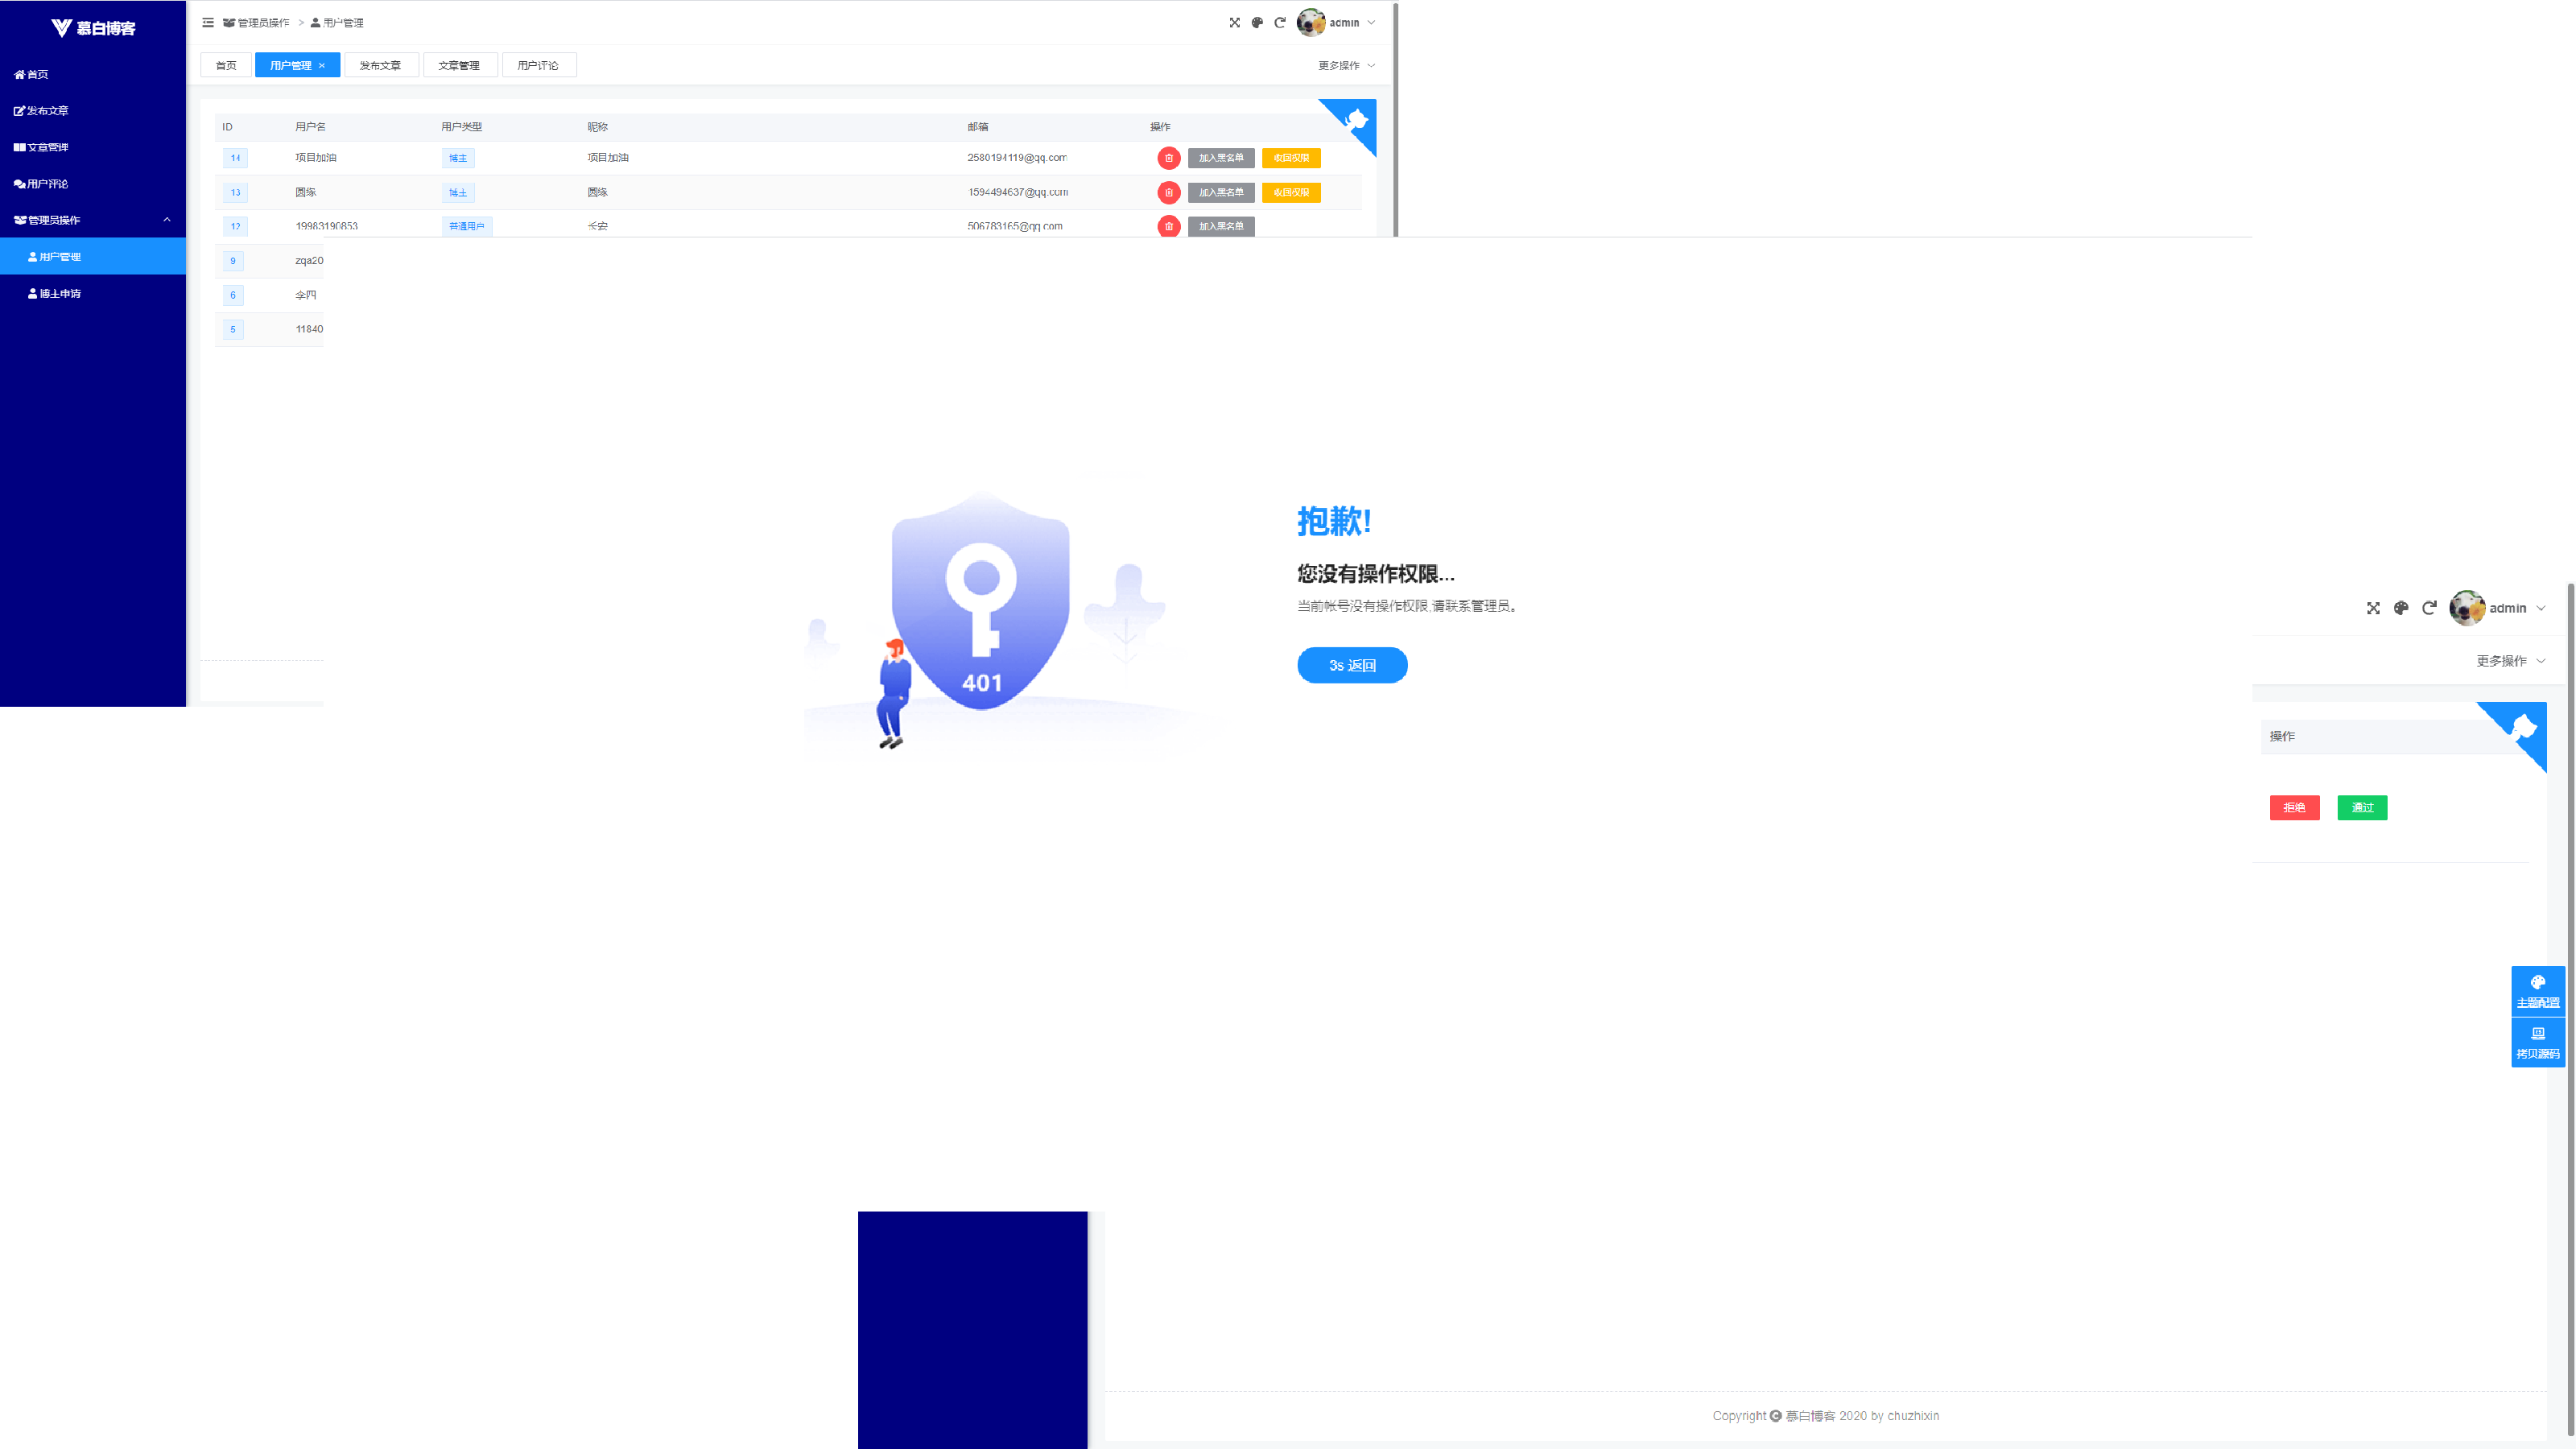 慕白博客
首页
发布文章
文章管理
用户评论
管理员操作
用户管理
博主申请
管理员操作 > 用户管理
admin
首页 用户管理 × 发布文章 文章管理 用户评论
更多操作
ID 用户名 用户类型 昵称 邮箱 操作
14 项目加油 博主 项目加油 2580194119@qq.com 加入黑名单 收回权限
13 圆缘 博主 圆缘 1594494637@qq.com 加入黑名单 收回权限
12 19983190853 普通用户 长安 506783165@qq.com 加入黑名单
9 zqa20
6 李四
5 11840
401
抱歉!
您没有操作权限...
当前帐号没有操作权限,请联系管理员。
3s 返回
admin
更多操作
操作
拒绝 通过
主题配置
拷贝源码
Copyright © 慕白博客 2020 by chuzhixin